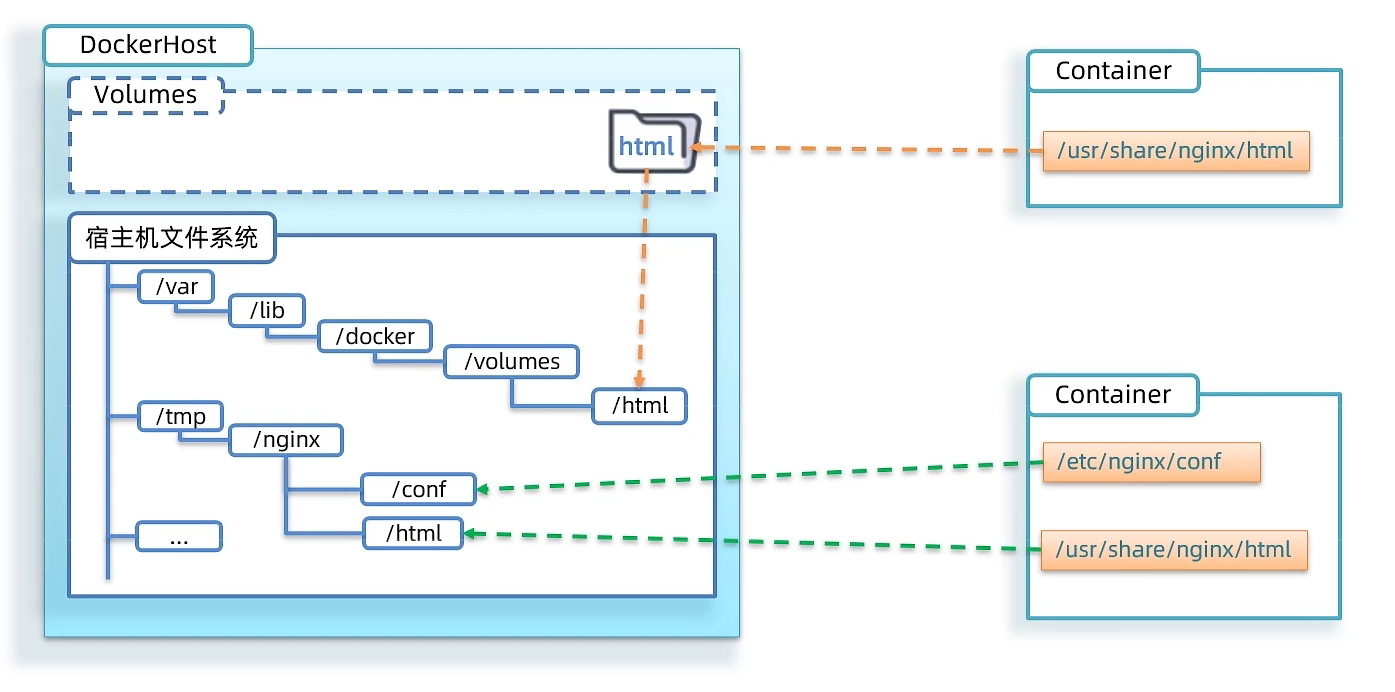 DockerHost
Volumes
html
宿主机文件系统
/var
/lib
/docker
/volumes
/html
/tmp
/nginx
/conf
/html
...
Container
/usr/share/nginx/html
Container
/etc/nginx/conf
/usr/share/nginx/html